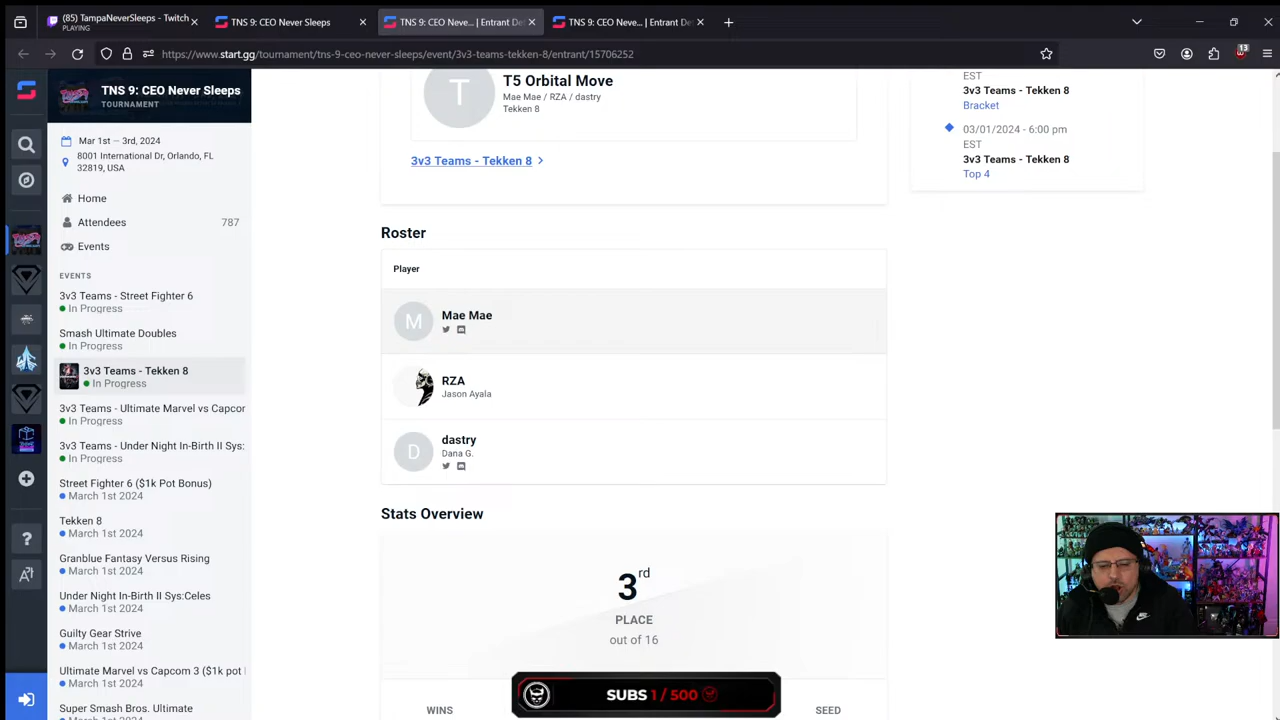 (85) TampaNeverSleeps - Twitch
PLAYING
TNS 9: CEO Never Sleeps
TNS 9: CEO Neve... | Entrant De
TNS 9: CEO Neve... | Entrant Det
https://www.start.gg/tournament/tns-9-ceo-never-sleeps/event/3v3-teams-tekken-8/entrant/15706252
13
TNS 9: CEO Never Sleeps
TOURNAMENT
Mar 1st — 3rd, 2024
8001 International Dr, Orlando, FL
32819, USA
Home
Attendees 787
Events
EVENTS
3v3 Teams - Street Fighter 6
In Progress
Smash Ultimate Doubles
In Progress
3v3 Teams - Tekken 8
In Progress
3v3 Teams - Ultimate Marvel vs Capcom
In Progress
3v3 Teams - Under Night In-Birth II Sys:
In Progress
Street Fighter 6 ($1k Pot Bonus)
March 1st 2024
Tekken 8
March 1st 2024
Granblue Fantasy Versus Rising
March 1st 2024
Under Night In-Birth II Sys:Celes
March 1st 2024
Guilty Gear Strive
March 1st 2024
Ultimate Marvel vs Capcom 3 ($1k pot
March 1st 2024
Super Smash Bros. Ultimate
T
T5 Orbital Move
Mae Mae / RZA / dastry
Tekken 8
3v3 Teams - Tekken 8
Roster
Player
M
Mae Mae
RZA
Jason Ayala
D
dastry
Dana G.
Stats Overview
3rd
PLACE
out of 16
WINS
SEED
SUBS 1 / 500
EST
3v3 Teams - Tekken 8
Bracket
03/01/2024 - 6:00 pm
EST
3v3 Teams - Tekken 8
Top 4